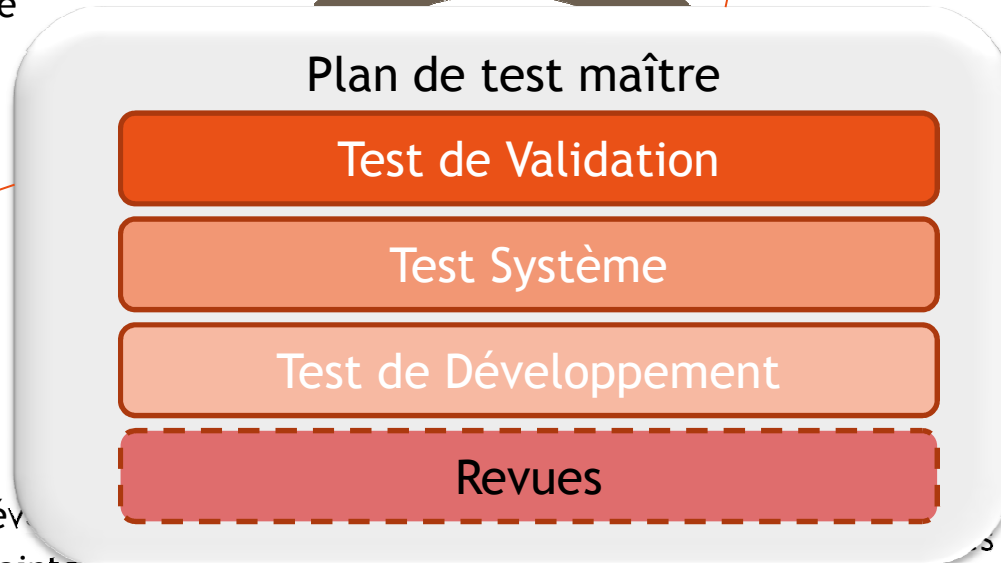 Plan de test maître
Test de Validation
Test Système
Test de Développement
Revues